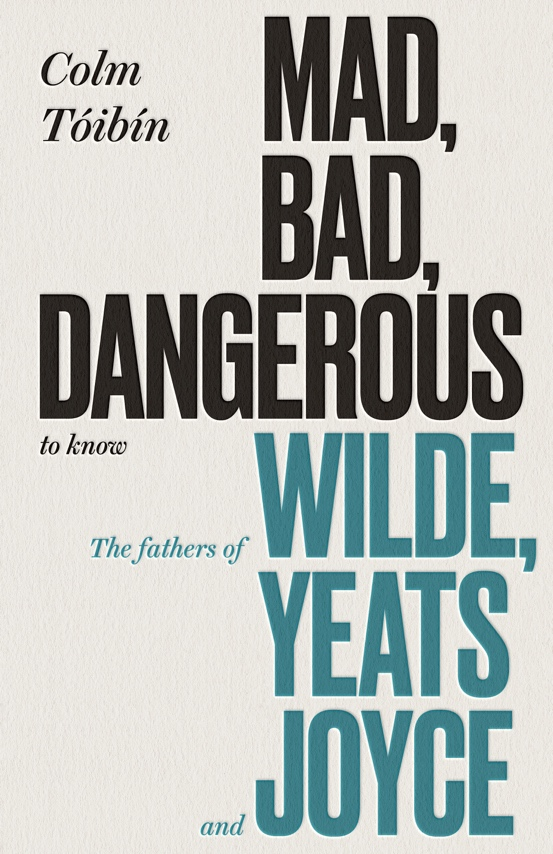 Colm
Tóibín
MAD,
BAD,
DANGEROUS
to know
The fathers of WILDE,
YEATS
and JOYCE